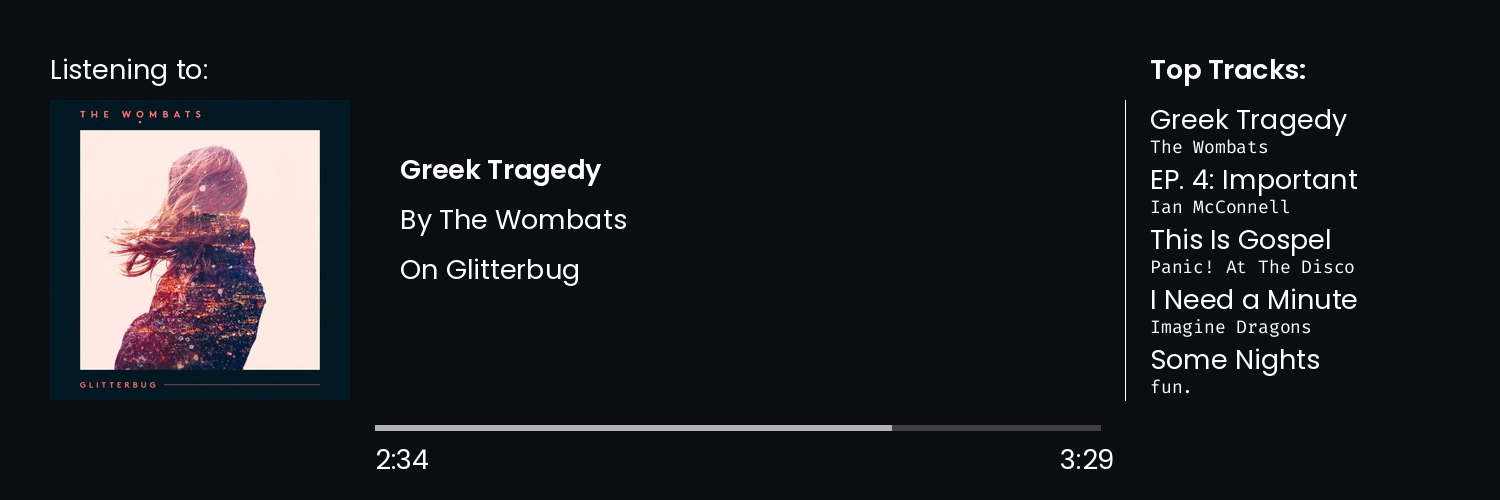 Listening to:
THE WOMBATS
GLITTERBUG
Greek Tragedy
By The Wombats
On Glitterbug
2:34
3:29
Top Tracks:
Greek Tragedy
The Wombats
EP. 4: Important
Ian McConnell
This Is Gospel
Panic! At The Disco
I Need a Minute
Imagine Dragons
Some Nights
fun.